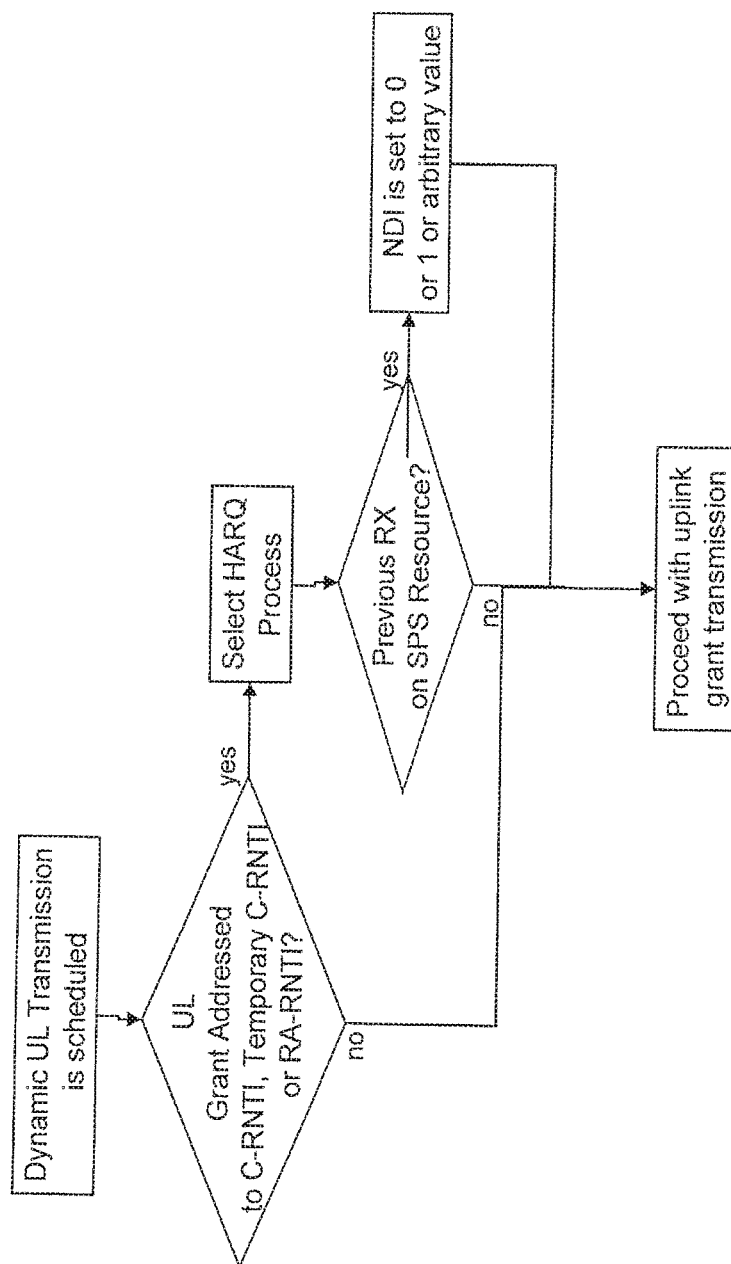 Dynamic UL Transmission
is scheduled
UL
Grant Addressed
to C-RNTI, Temporary C-RNTI
or RA-RNTI?
yes
no
Select HARQ
Process
Previous RX
on SPS Resource?
yes
no
NDI is set to 0
or 1 or arbitrary value
Proceed with uplink
grant transmission